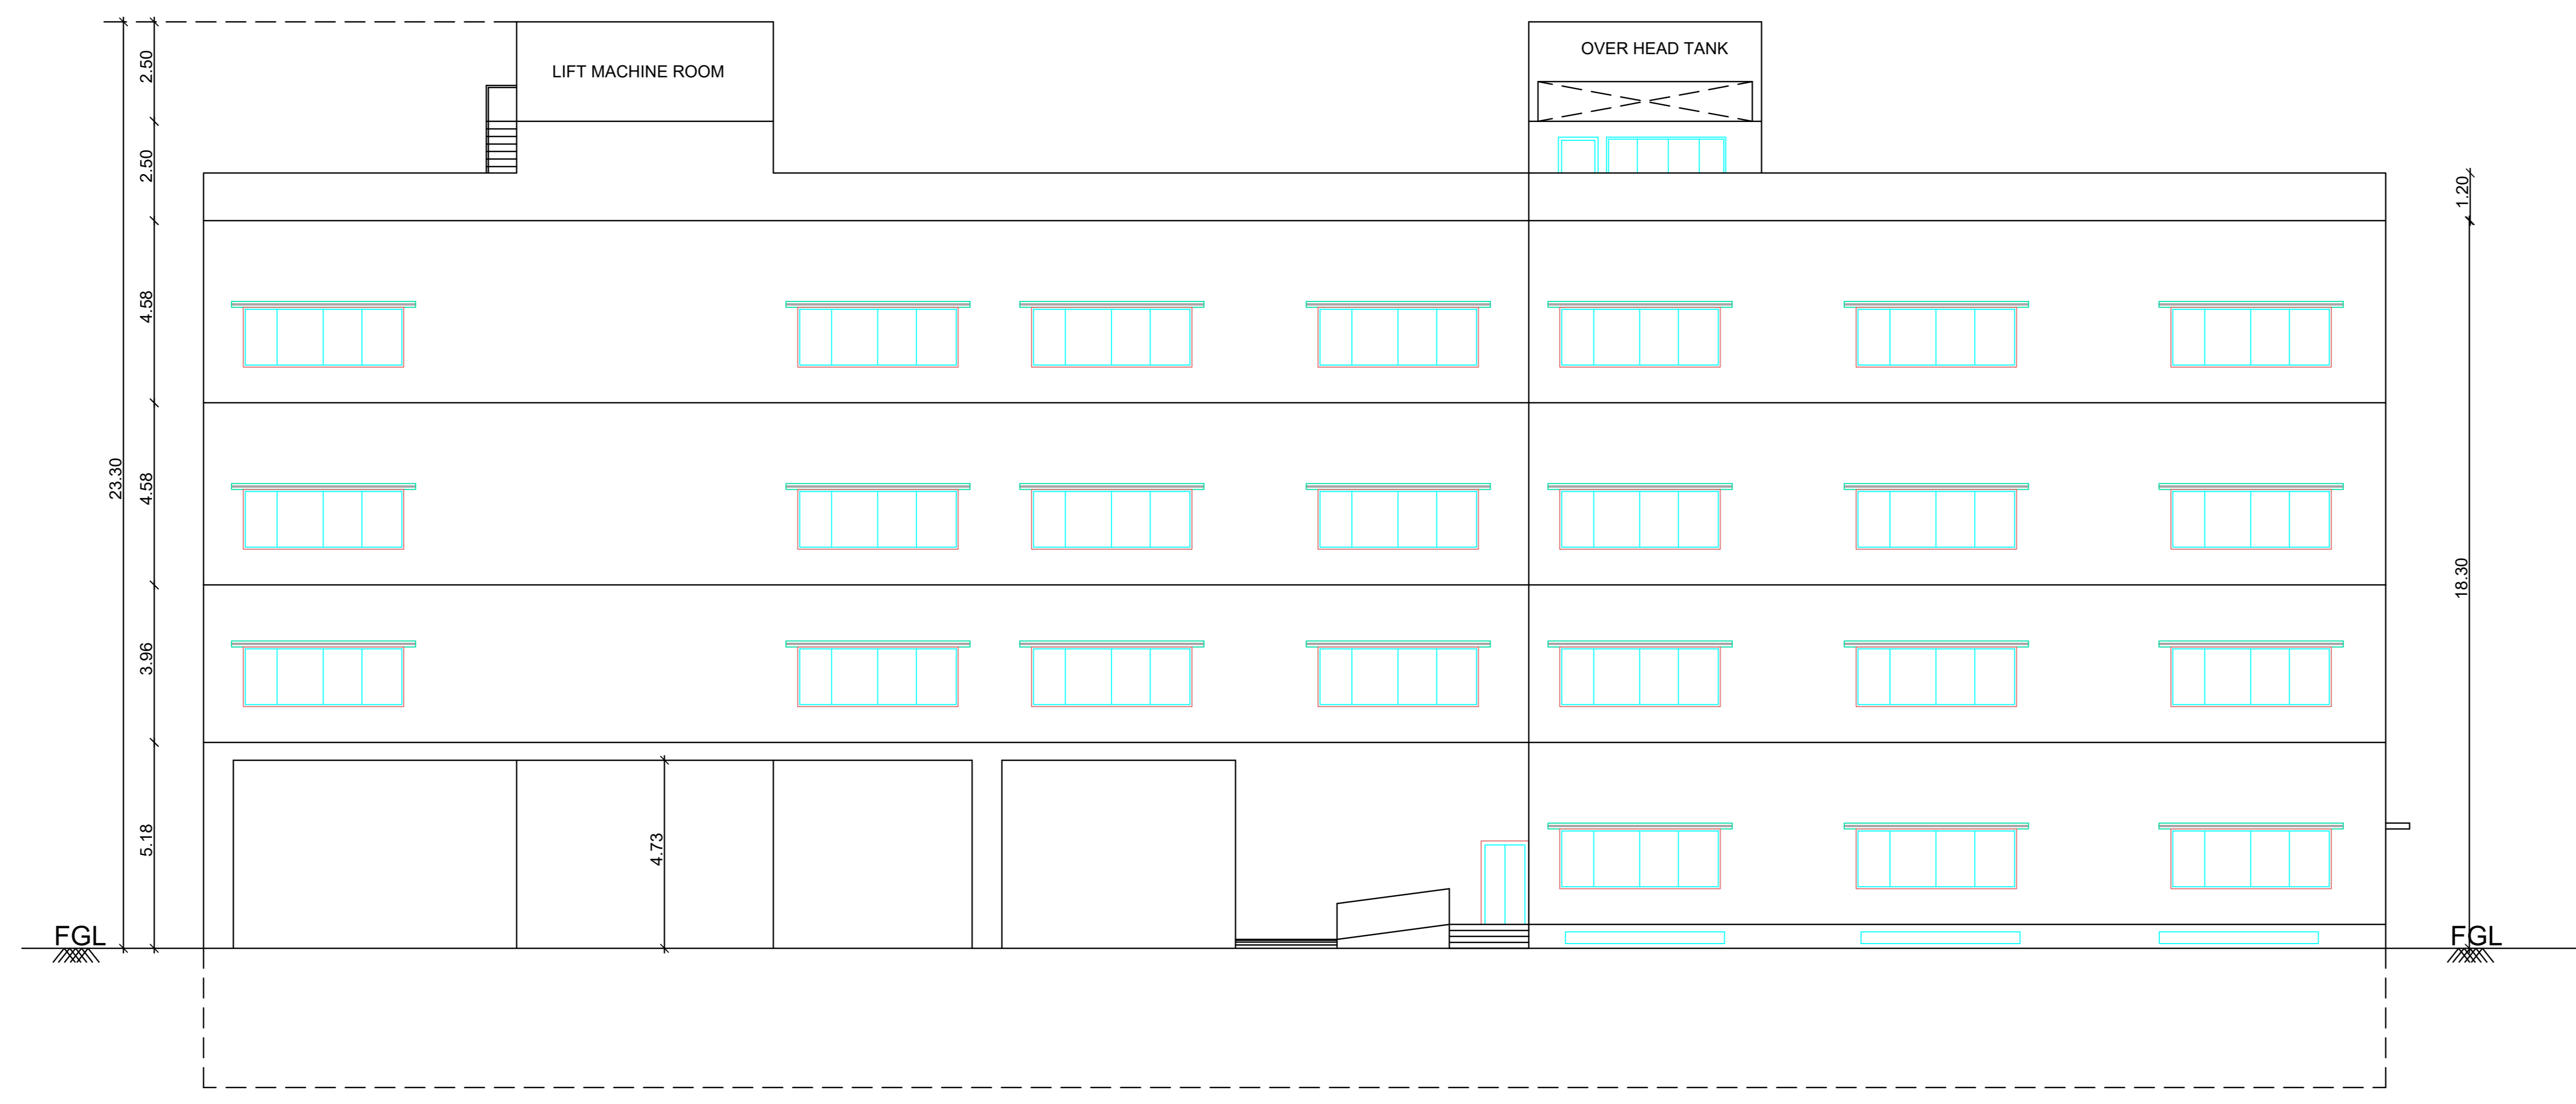 OVER HEAD TANK
LIFT MACHINE ROOM
2.50
2.50
1.20
4.58
4.58
23.30
18.30
3.96
5.18
4.73
FGL
FGL